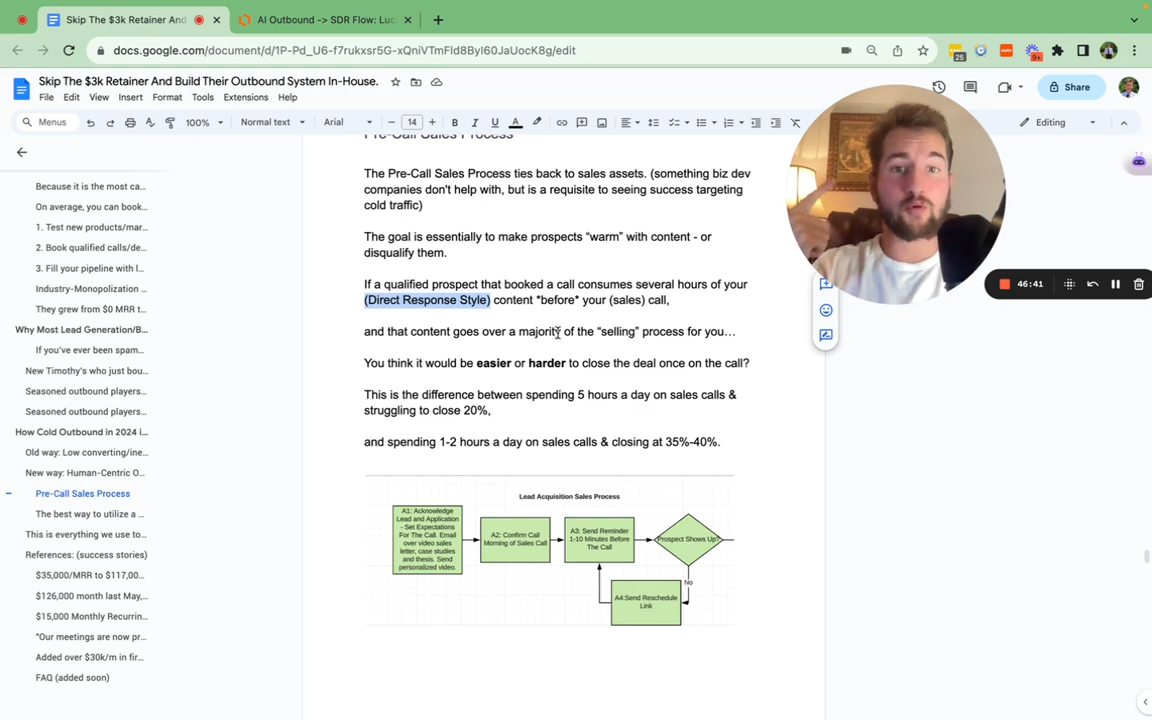 Skip The $3k Retainer And
AI Outbound -> SDR Flow: Luc
docs.google.com/document/d/1P-Pd_U6-f7rukxsr5G-xQniVTmFld8Byl60JaUocK8g/edit
25
9+
Skip The $3k Retainer And Build Their Outbound System In-House.
File Edit View Insert Format Tools Extensions Help
Share
Menus
100%
Normal text
Arial
14
Editing
Because it is the most ca...
On average, you can book...
1. Test new products/mar...
2. Book qualified calls/de...
3. Fill your pipeline with l...
Industry-Monopolization ...
They grew from $0 MRR t...
Why Most Lead Generation/B...
If you've ever been spam...
New Timothy's who just bou...
Seasoned outbound players...
Seasoned outbound players...
How Cold Outbound in 2024 i...
Old way: Low converting/ine...
New way: Human-Centric O...
Pre-Call Sales Process
The best way to utilize a ...
This is everything we use to...
References: (success stories)
$35,000/MRR to $117,00...
$126,000 month last May,...
$15,000 Monthly Recurrin...
"Our meetings are now pr...
Added over $30k/m in fir...
FAQ (added soon)
Pre-Call Sales Process
The Pre-Call Sales Process ties back to sales assets. (something biz dev
companies don't help with, but is a requisite to seeing success targeting
cold traffic)
The goal is essentially to make prospects “warm” with content - or
disqualify them.
If a qualified prospect that booked a call consumes several hours of your
(Direct Response Style) content *before* your (sales) call,
and that content goes over a majority of the “selling” process for you…
You think it would be easier or harder to close the deal once on the call?
This is the difference between spending 5 hours a day on sales calls &
struggling to close 20%,
and spending 1-2 hours a day on sales calls & closing at 35%-40%.
Lead Acquisition Sales Process
A1: Acknowledge
Lead and Application
- Set Expectations
For The Call. Email
over video sales
letter, case studies
and thesis. Send
personalized video.
A2: Confirm Call
Morning of Sales Call
A3: Send Reminder
1-10 Minutes Before
The Call
Prospect Shows Up?
No
A4:Send Reschedule
Link
46:41